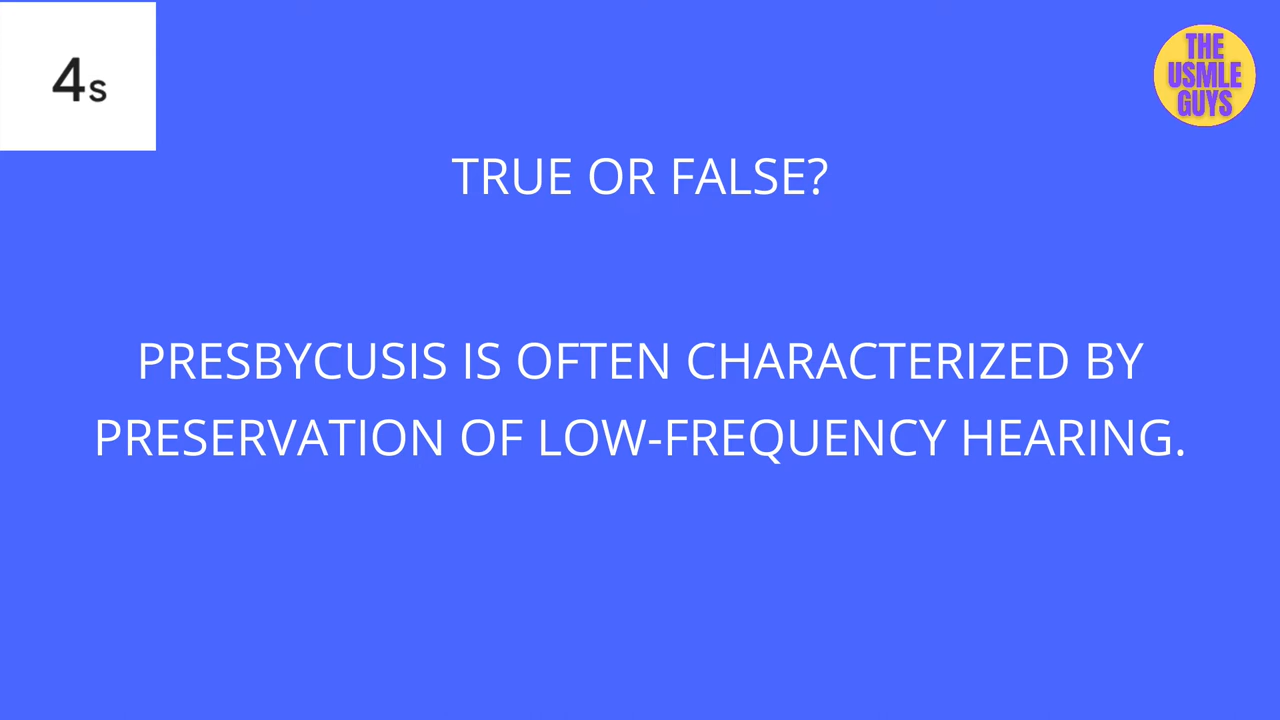 4s
THE
USMLE
GUYS
TRUE OR FALSE?
PRESBYCUSIS IS OFTEN CHARACTERIZED BY
PRESERVATION OF LOW-FREQUENCY HEARING.